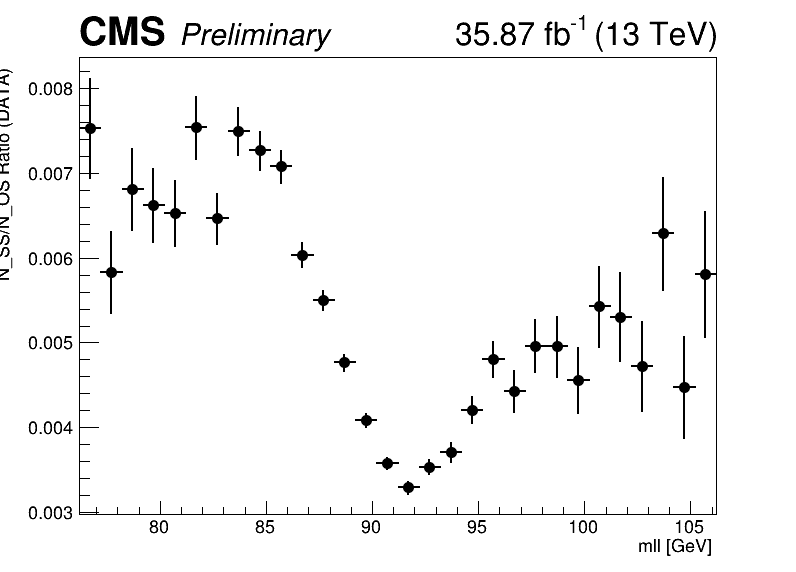 CMS Preliminary 35.87 fb-1 (13 TeV)
N_SS/N_OS Ratio (DATA)
0.008
0.007
0.006
0.005
0.004
0.003
80 85 90 95 100 105
mll [GeV]